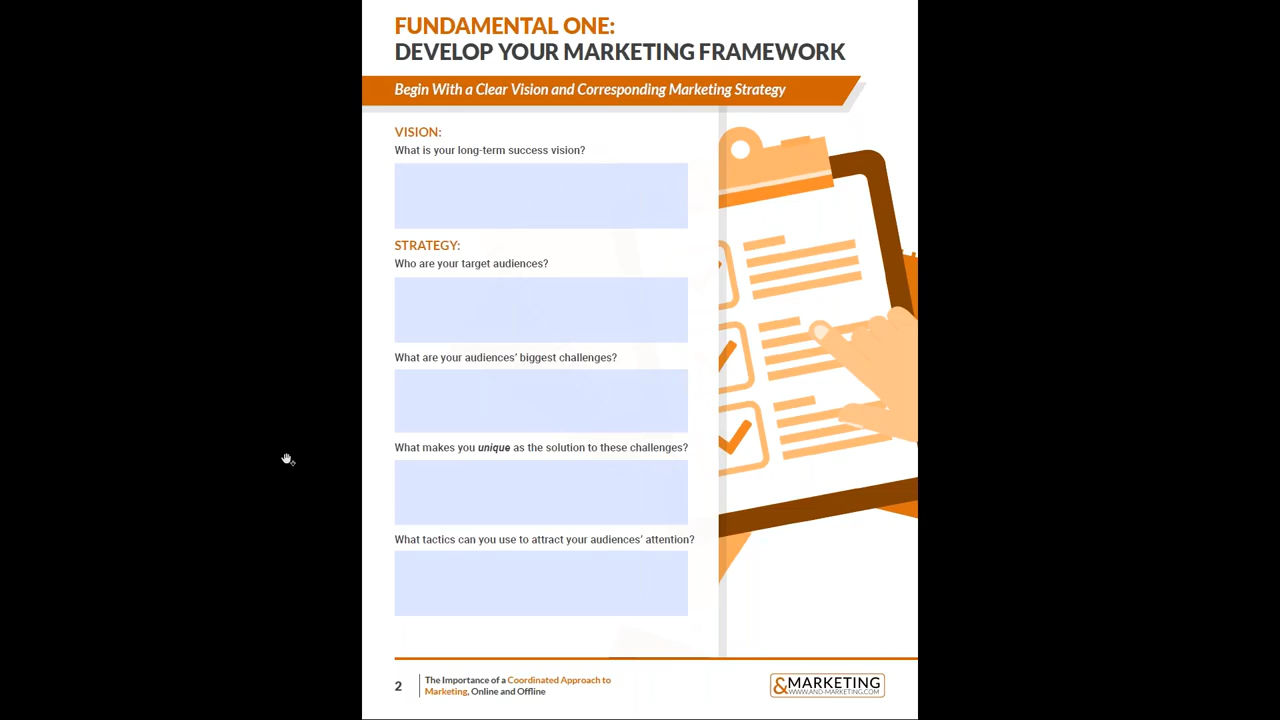 FUNDAMENTAL ONE:
DEVELOP YOUR MARKETING FRAMEWORK
Begin With a Clear Vision and Corresponding Marketing Strategy
VISION:
What is your long-term success vision?
STRATEGY:
Who are your target audiences?
What are your audiences' biggest challenges?
What makes you unique as the solution to these challenges?
What tactics can you use to attract your audiences' attention?
2
The Importance of a Coordinated Approach to
Marketing, Online and Offline
&MARKETING
WWW.AND-MARKETING.COM